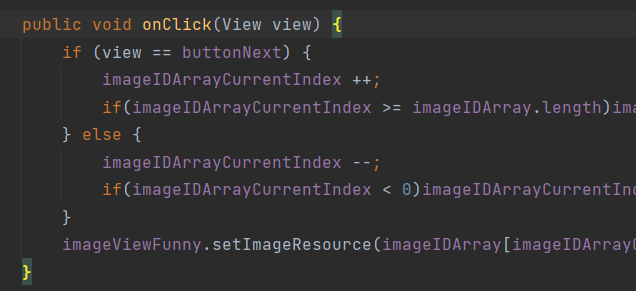 public void onClick(View view) {
if (view == buttonNext) {
imageIDArrayCurrentIndex ++;
if(imageIDArrayCurrentIndex >= imageIDArray.length)ima
} else {
imageIDArrayCurrentIndex --;
if(imageIDArrayCurrentIndex < 0)imageIDArrayCurrentInd
}
imageViewFunny.setImageResource(imageIDArray[imageIDArrayC
}